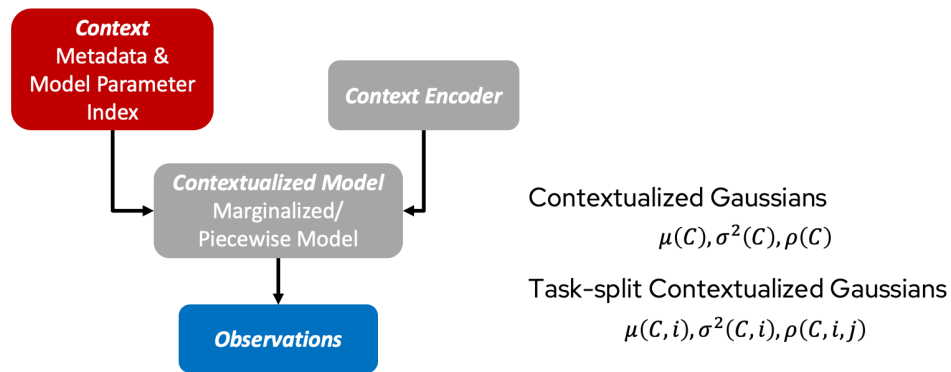 Context
Metadata &
Model Parameter
Index
Context Encoder
Contextualized Model
Marginalized/
Piecewise Model
Observations
Contextualized Gaussians
𝜇(𝐶), 𝜎²(𝐶), 𝜌(𝐶)
Task-split Contextualized Gaussians
𝜇(𝐶, 𝑖), 𝜎²(𝐶, 𝑖), 𝜌(𝐶, 𝑖, 𝑗)